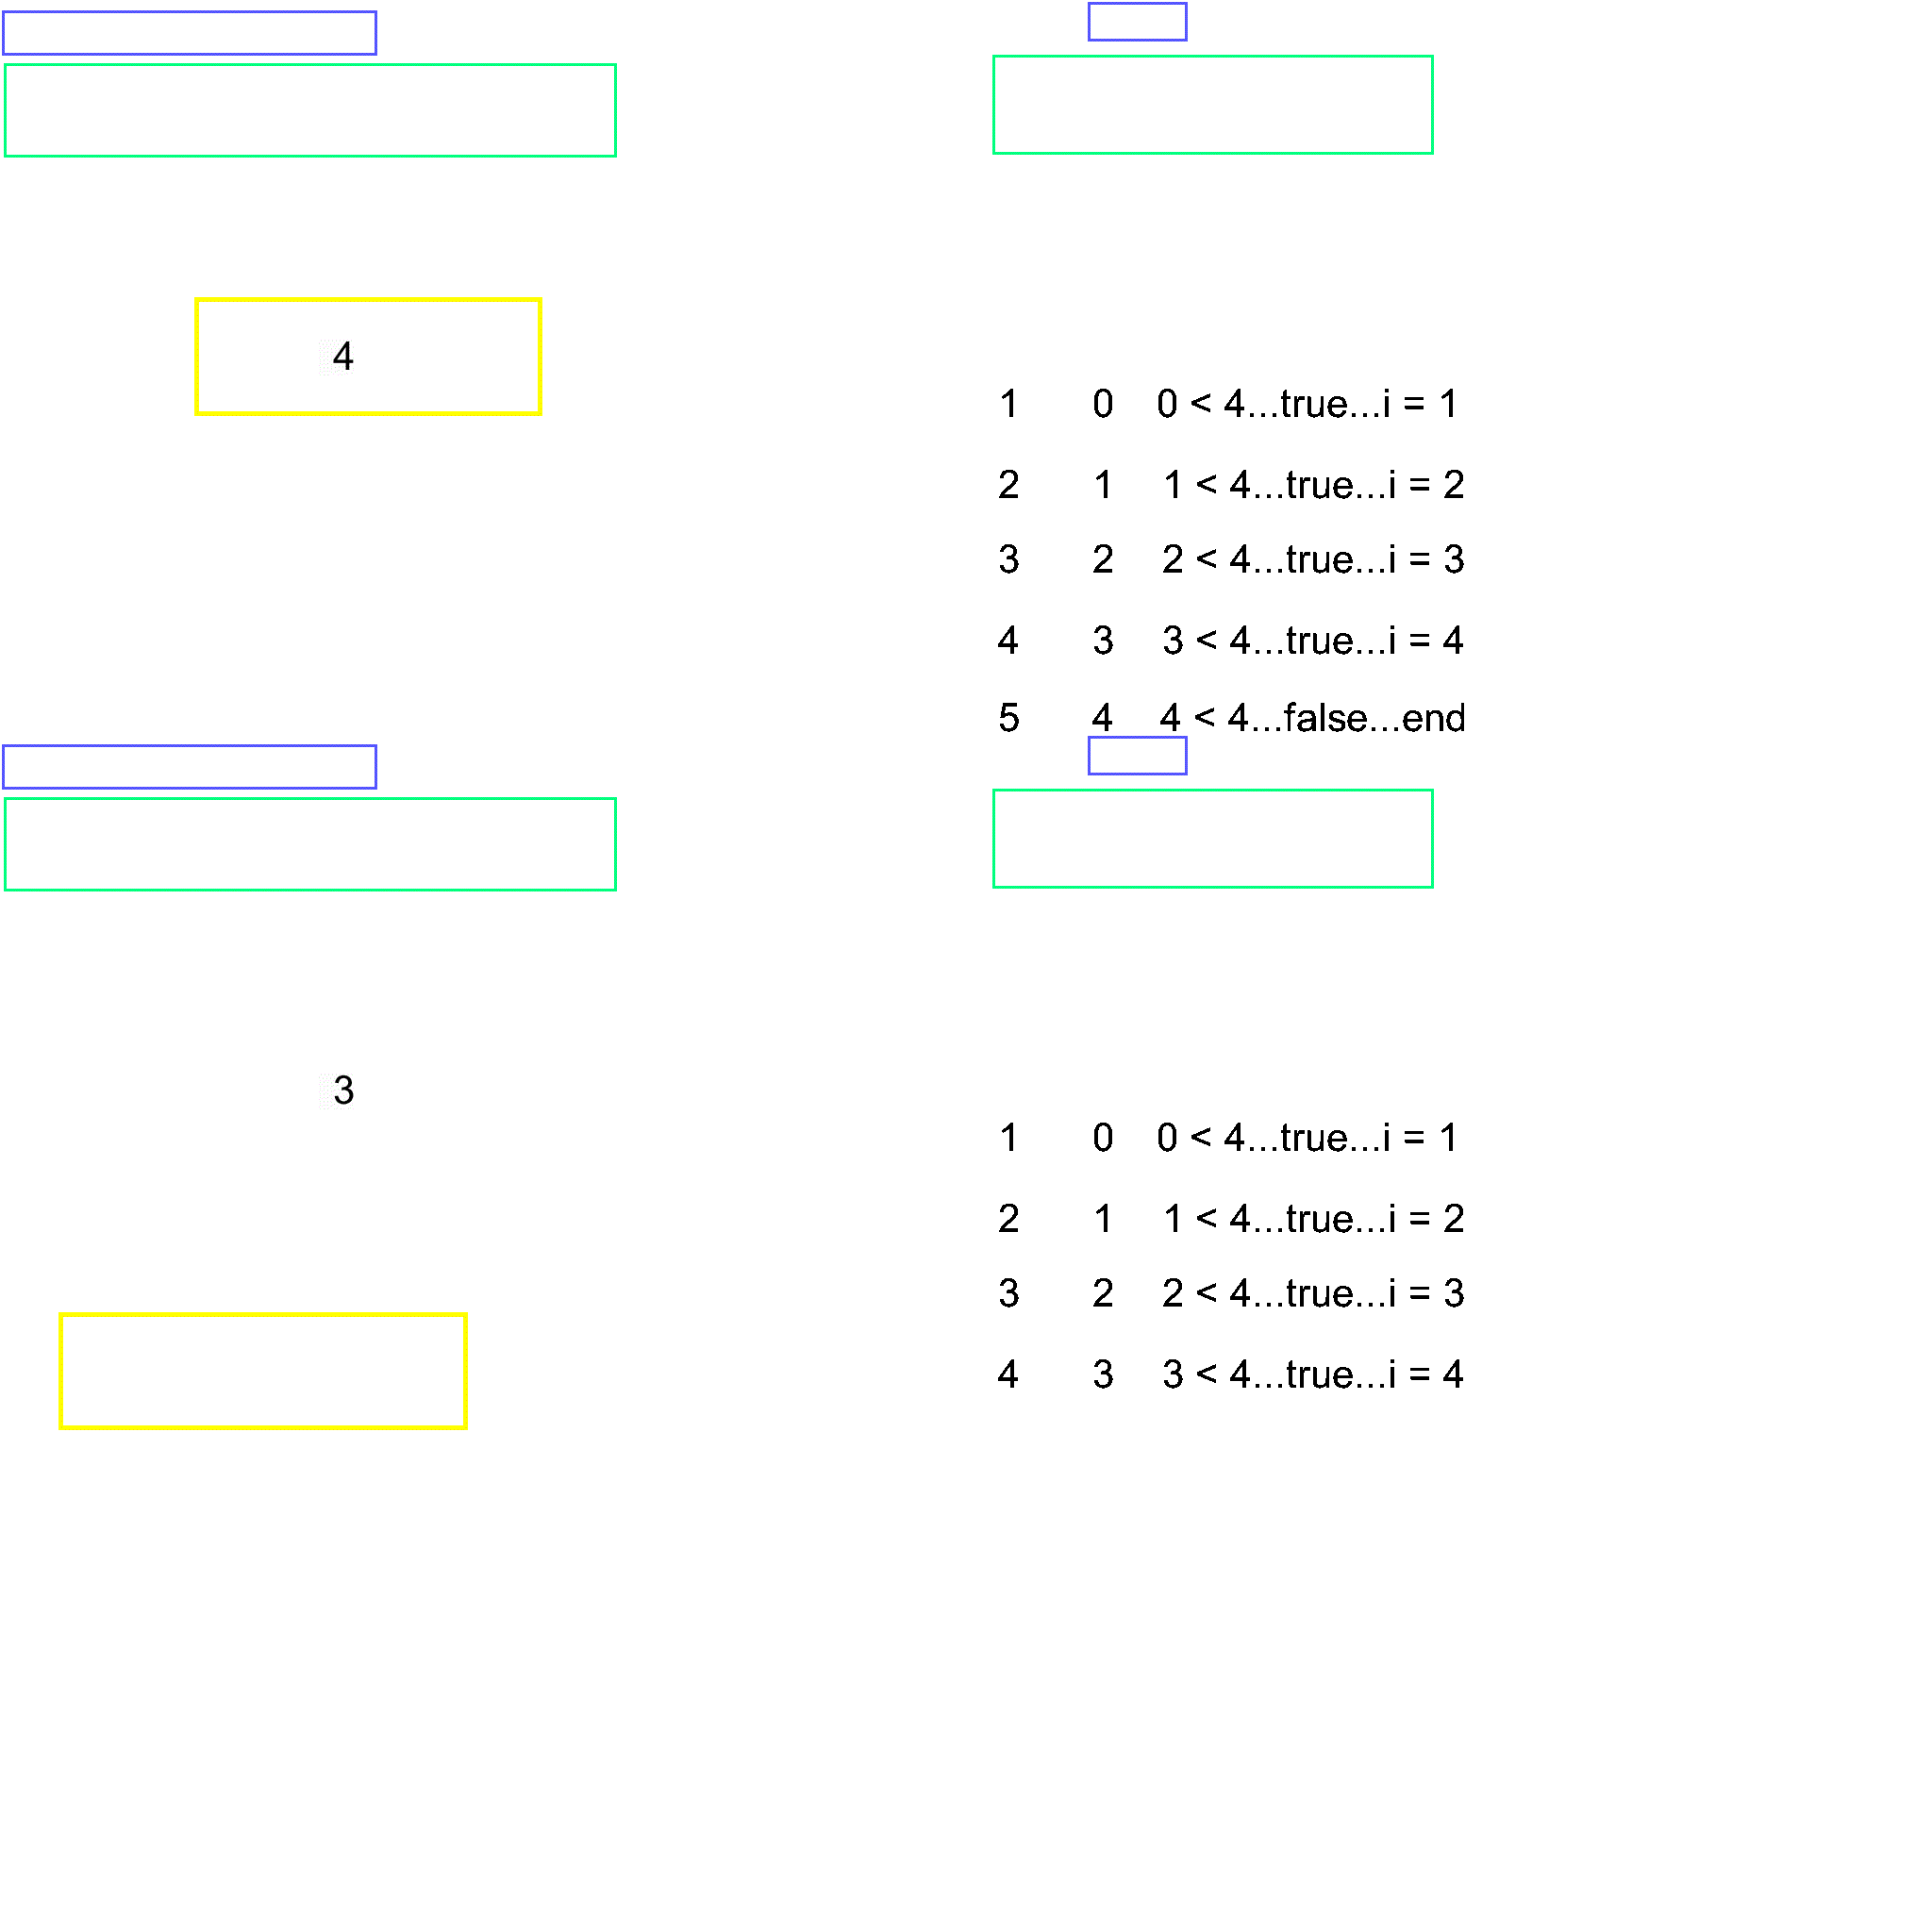 4
1 0 0 < 4...true...i = 1
2 1 1 < 4...true...i = 2
3 2 2 < 4...true...i = 3
4 3 3 < 4...true...i = 4
5 4 4 < 4...false...end
3
1 0 0 < 4...true...i = 1
2 1 1 < 4...true...i = 2
3 2 2 < 4...true...i = 3
4 3 3 < 4...true...i = 4